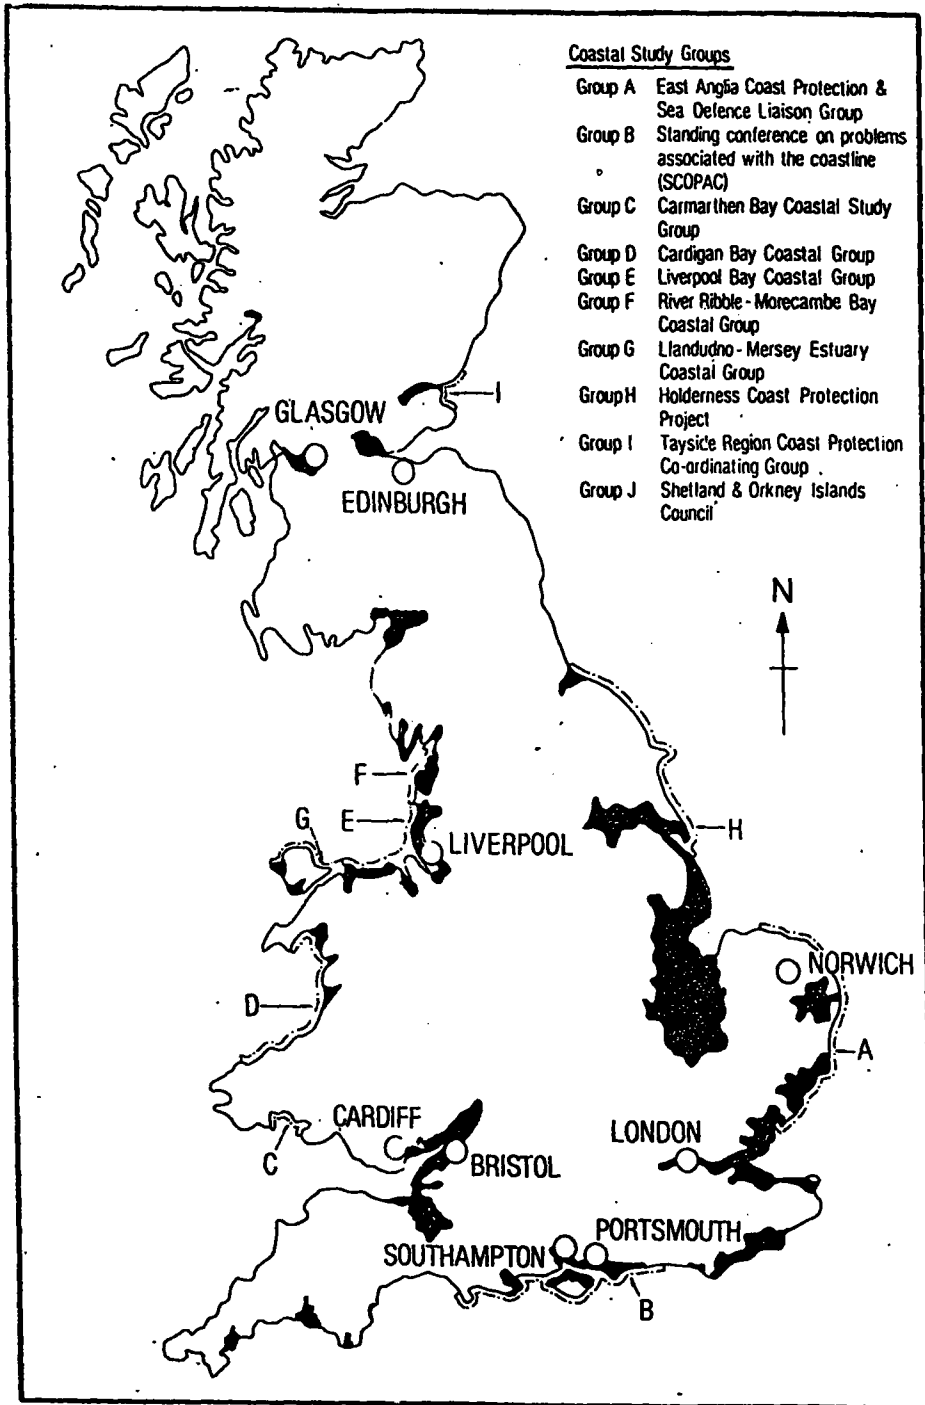 Coastal Study Groups
Group A East Anglia Coast Protection &
Sea Defence Liaison Group
Group B Standing conference on problems
associated with the coastline
(SCOPAC)
Group C Carmarthen Bay Coastal Study
Group
Group D Cardigan Bay Coastal Group
Group E Liverpool Bay Coastal Group
Group F River Ribble - Morecambe Bay
Coastal Group
Group G Llandudno - Mersey Estuary
Coastal Group
Group H Holderness Coast Protection
Project
Group I Tayside Region Coast Protection
Co-ordinating Group
Group J Shetland & Orkney Islands
Council
I
GLASGOW
EDINBURGH
N
F
E
G
LIVERPOOL
H
NORWICH
D
A
CARDIFF
LONDON
C
BRISTOL
PORTSMOUTH
SOUTHAMPTON
B